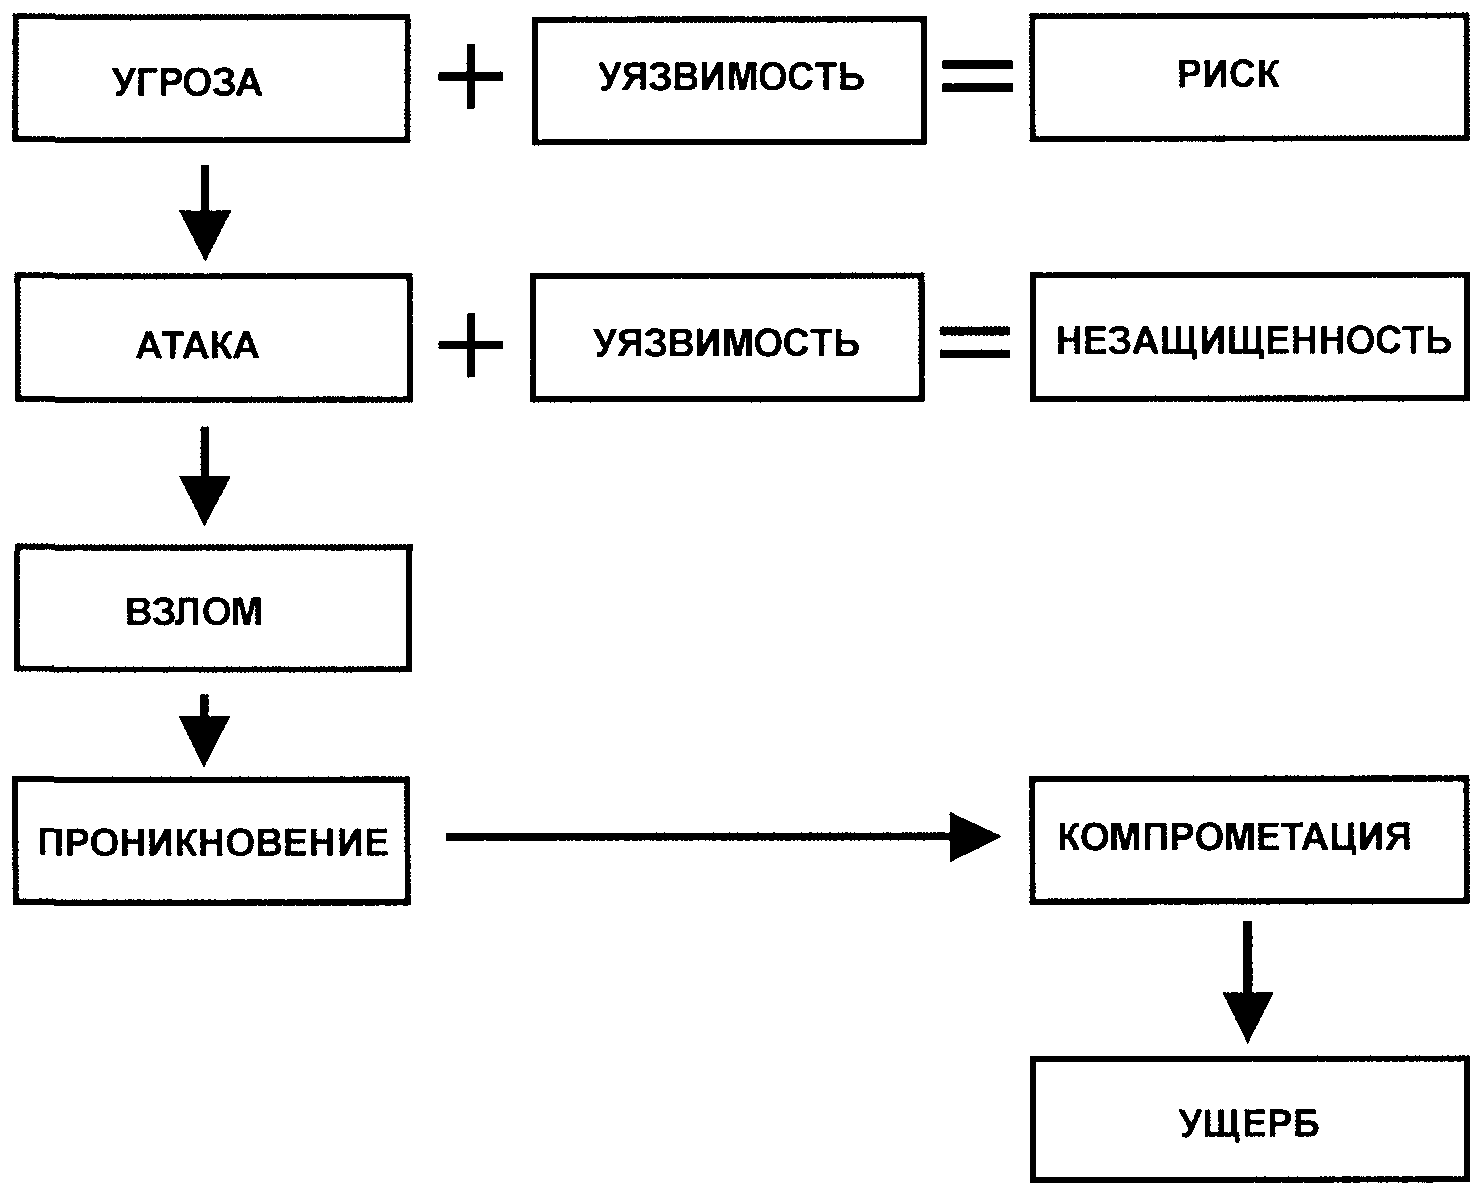 УГРОЗА + УЯЗВИМОСТЬ = РИСК
АТАКА + УЯЗВИМОСТЬ = НЕЗАЩИЩЕННОСТЬ
ВЗЛОМ
ПРОНИКНОВЕНИЕ
КОМПРОМЕТАЦИЯ
УЩЕРБ